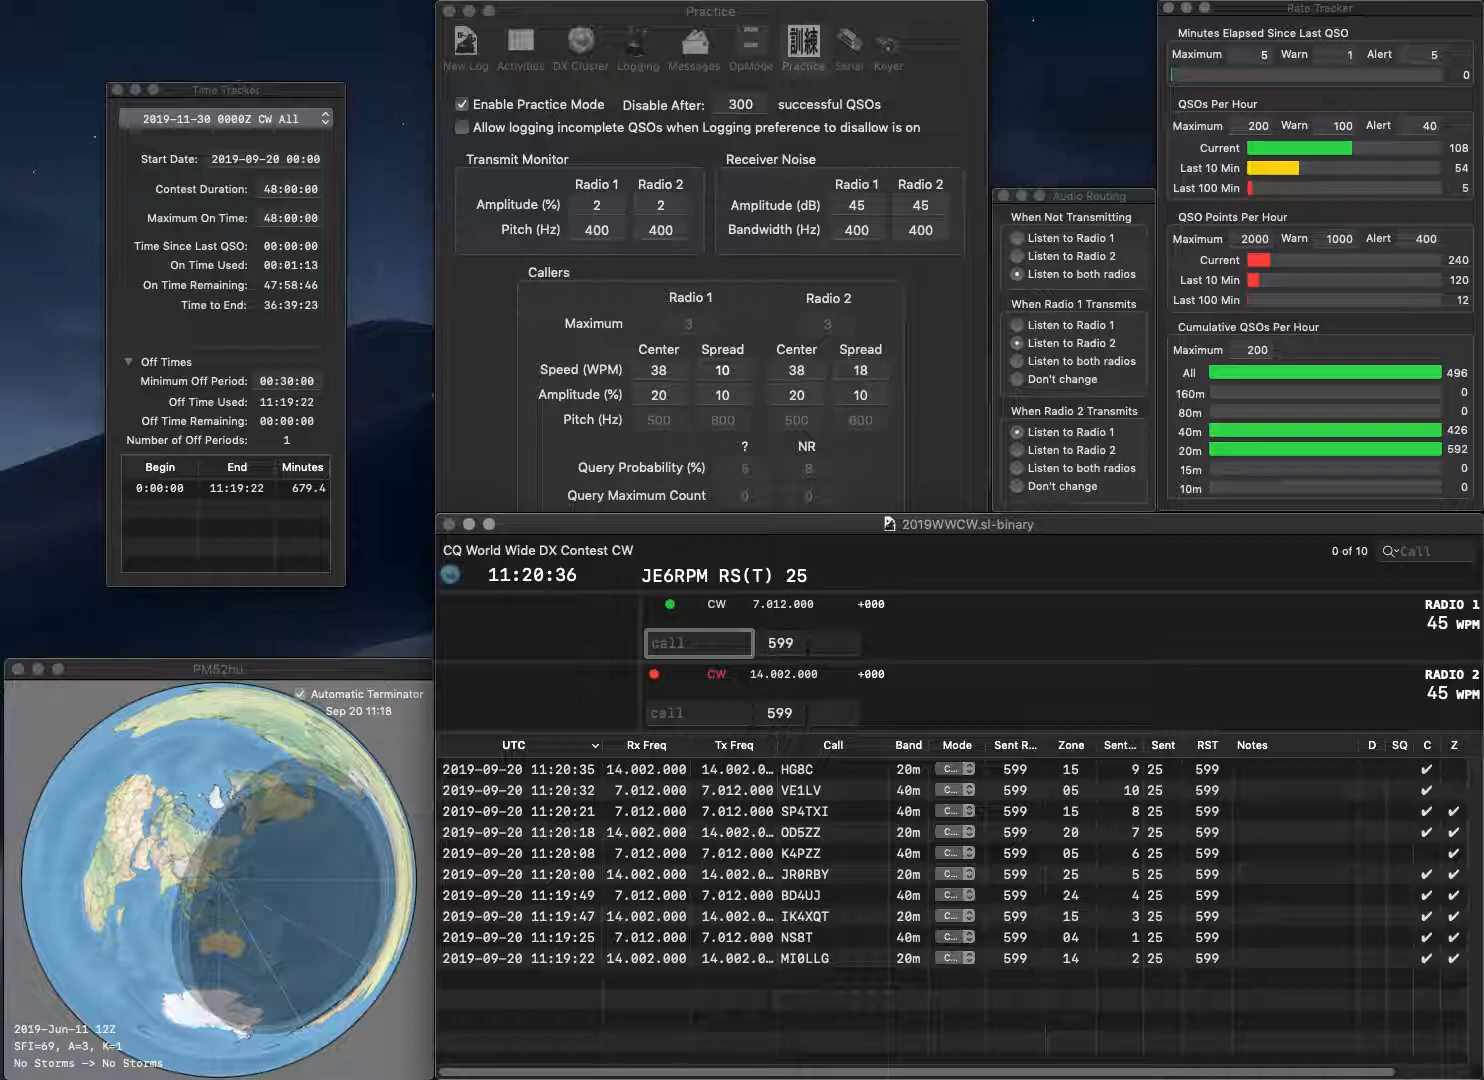 Time Tracker
2019-11-30 0000Z CW All
Start Date: 2019-09-20 00:00
Contest Duration: 48:00:00
Maximum On Time: 48:00:00
Time Since Last QSO: 00:00:00
On Time Used: 00:01:13
On Time Remaining: 47:58:46
Time to End: 36:39:23
Off Times
Minimum Off Period: 00:30:00
Off Time Used: 11:19:22
Off Time Remaining: 00:00:00
Number of Off Periods: 1
Begin End Minutes
0:00:00 11:19:22 679.4
Practice
New Log Activities DX Cluster Logging Messages OpMode Practice Serial Keyer
訓練
Enable Practice Mode Disable After: 300 successful QSOs
Allow logging incomplete QSOs when Logging preference to disallow is on
Transmit Monitor
Radio 1 Radio 2
Amplitude (%) 2 2
Pitch (Hz) 400 400
Receiver Noise
Radio 1 Radio 2
Amplitude (dB) 45 45
Bandwidth (Hz) 400 400
Callers
Radio 1 Radio 2
Maximum 3 3
Center Spread Center Spread
Speed (WPM) 38 10 38 18
Amplitude (%) 20 10 20 10
Pitch (Hz) 500 800 500 800
? NR
Query Probability (%) 6 8
Query Maximum Count 0 0
Audio Routing
When Not Transmitting
Listen to Radio 1
Listen to Radio 2
Listen to both radios
When Radio 1 Transmits
Listen to Radio 1
Listen to Radio 2
Listen to both radios
Don't change
When Radio 2 Transmits
Listen to Radio 1
Listen to Radio 2
Listen to both radios
Don't change
Rate Tracker
Minutes Elapsed Since Last QSO
Maximum 5 Warn 1 Alert 5
0
QSOs Per Hour
Maximum 200 Warn 100 Alert 40
Current 108
Last 10 Min 54
Last 100 Min 5
QSO Points Per Hour
Maximum 2000 Warn 1000 Alert 400
Current 240
Last 10 Min 120
Last 100 Min 12
Cumulative QSOs Per Hour
Maximum 200
All 496
160m 0
80m 0
40m 426
20m 592
15m 0
10m 0
PM52hu
Automatic Terminator
Sep 20 11:18
2019-Jun-11 12Z
SFI=69, A=3, K=1
No Storms -> No Storms
2019WWCW.sl-binary
CQ World Wide DX Contest CW 0 of 10 Call
11:20:36 JE6RPM RS(T) 25
CW 7.012.000 +000 RADIO 1
45 WPM
call 599
CW 14.002.000 +000 RADIO 2
45 WPM
call 599
UTC Rx Freq Tx Freq Call Band Mode Sent R... Zone Sent... Sent RST Notes D SQ C Z
2019-09-20 11:20:35 14.002.000 14.002.0... HG8C 20m C... 599 15 9 25 599 ✔
2019-09-20 11:20:32 7.012.000 7.012.000 VE1LV 40m C... 599 05 10 25 599 ✔
2019-09-20 11:20:21 7.012.000 7.012.000 SP4TXI 40m C... 599 15 8 25 599 ✔ ✔
2019-09-20 11:20:18 14.002.000 14.002.0... OD5ZZ 20m C... 599 20 7 25 599 ✔ ✔
2019-09-20 11:20:08 7.012.000 7.012.000 K4PZZ 40m C... 599 05 6 25 599 ✔
2019-09-20 11:20:00 14.002.000 14.002.0... JR0RBY 20m C... 599 25 5 25 599 ✔ ✔
2019-09-20 11:19:49 7.012.000 7.012.000 BD4UJ 40m C... 599 24 4 25 599 ✔ ✔
2019-09-20 11:19:47 14.002.000 14.002.0... IK4XQT 20m C... 599 15 3 25 599 ✔ ✔
2019-09-20 11:19:25 7.012.000 7.012.000 NS8T 40m C... 599 04 1 25 599 ✔ ✔
2019-09-20 11:19:22 14.002.000 14.002.0... MI0LLG 20m C... 599 14 2 25 599 ✔ ✔